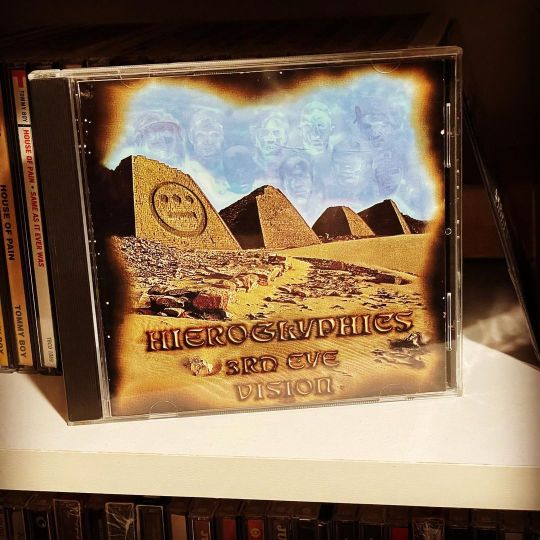 HIEROGLYPHICS
3RD EYE
VISION
TOMMY BOY
HOUSE OF PAIN • SAME AS IT EVER WAS
HOUSE OF PAIN
TOMMY BOY